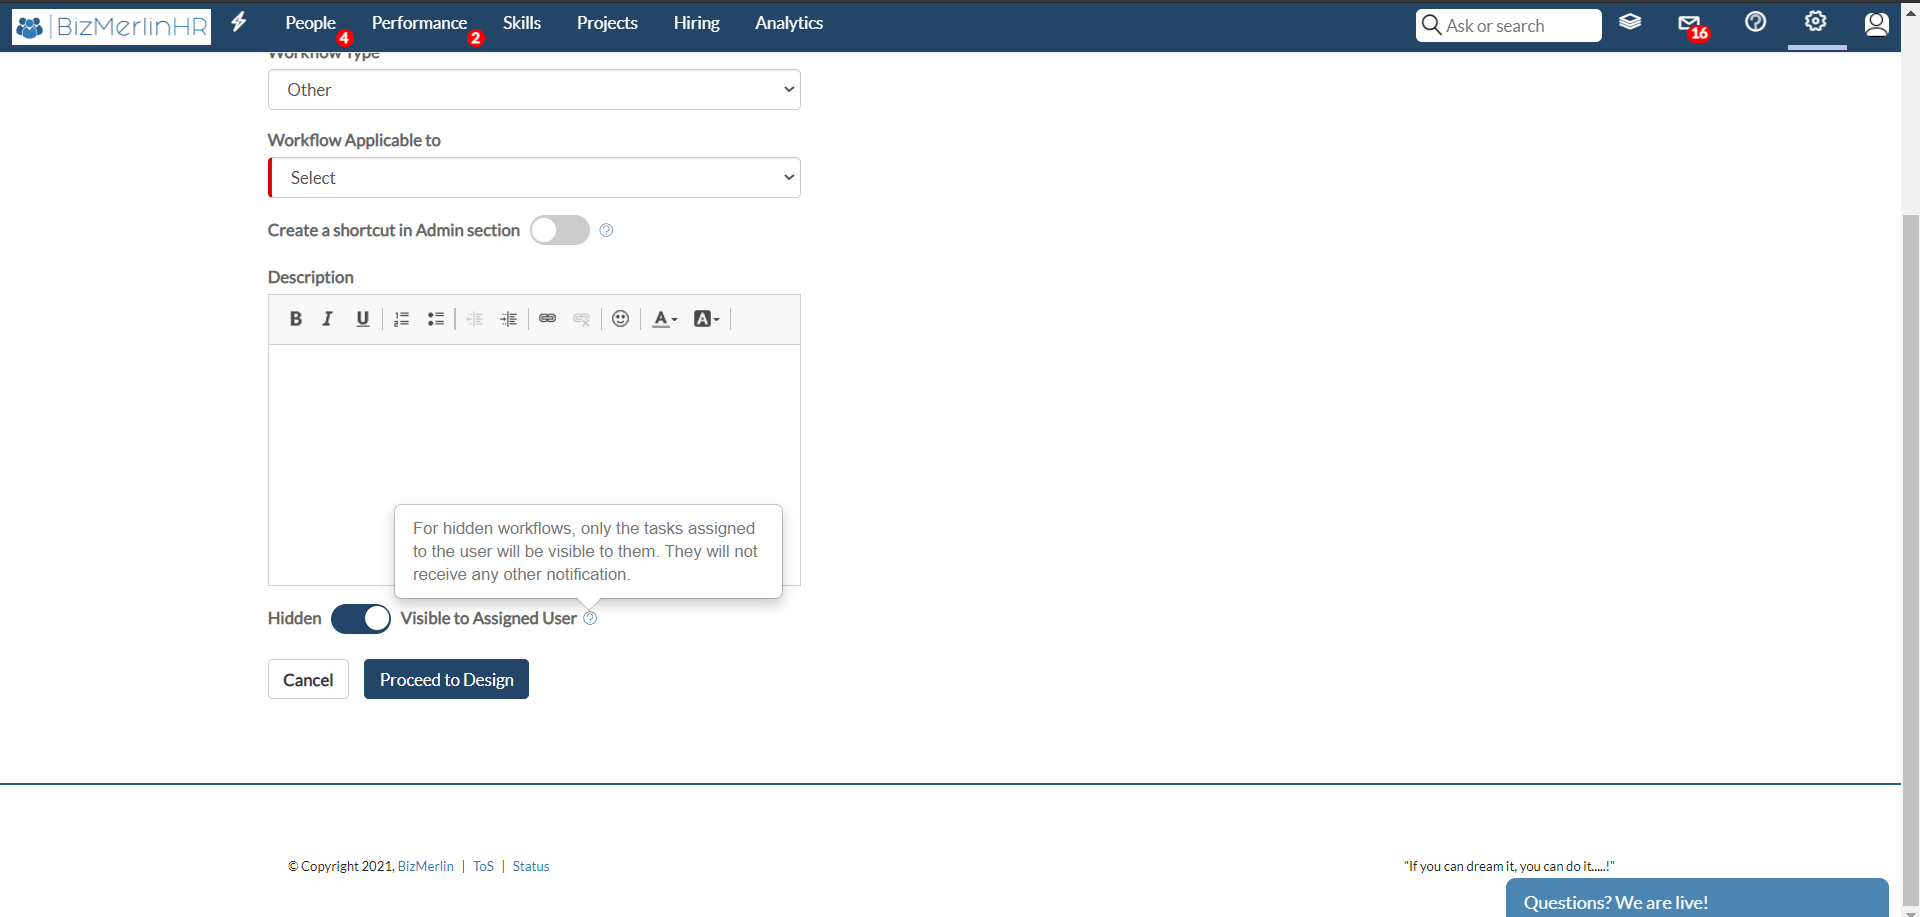 BizMerlinHR
People 4
Performance 2
Skills
Projects
Hiring
Analytics
Ask or search
16
Workflow Type
Other
Workflow Applicable to
Select
Create a shortcut in Admin section
Description
B I U A A
For hidden workflows, only the tasks assigned
to the user will be visible to them. They will not
receive any other notification.
Hidden Visible to Assigned User
Cancel Proceed to Design
© Copyright 2021, BizMerlin | ToS | Status
"If you can dream it, you can do it.....!"
Questions? We are live!